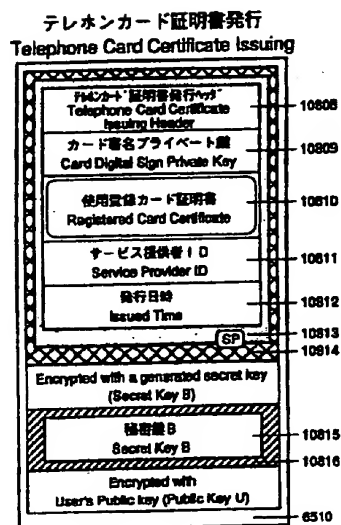 テレホンカード証明書発行
Telephone Card Certificate Issuing
テレホンカード証明書発行ヘッダ
Telephone Card Certificate
Issuing Header
10808
カード署名プライベート鍵
Card Digital Sign Private Key
10809
使用登録カード証明書
Registered Card Certificate
10810
サービス提供者ID
Service Provider ID
10811
発行日時
Issued Time
10812
10813
SP
10814
Encrypted with a generated secret key
(Secret Key B)
秘密鍵B
Secret Key B
10815
10816
Encrypted with
User's Public key (Public Key U)
6510